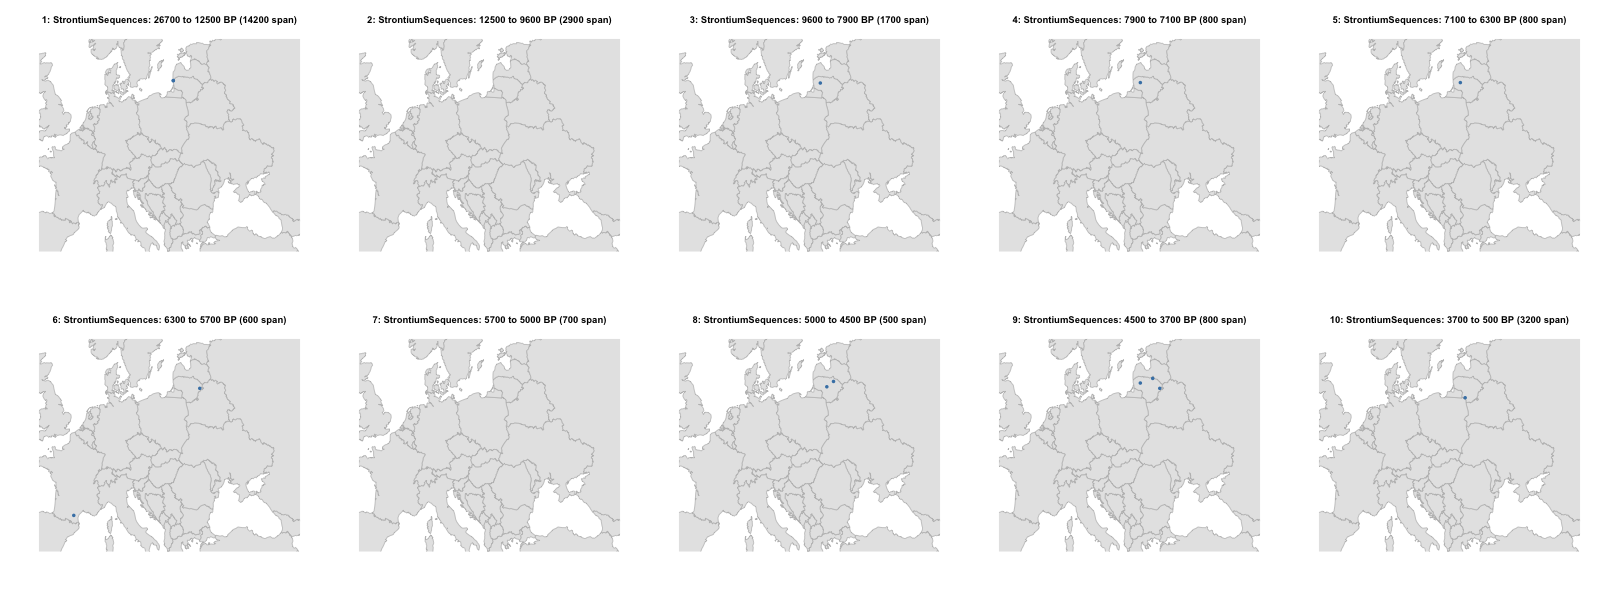 1: StrontiumSequences: 26700 to 12500 BP (14200 span)
2: StrontiumSequences: 12500 to 9600 BP (2900 span)
3: StrontiumSequences: 9600 to 7900 BP (1700 span)
4: StrontiumSequences: 7900 to 7100 BP (800 span)
5: StrontiumSequences: 7100 to 6300 BP (800 span)
6: StrontiumSequences: 6300 to 5700 BP (600 span)
7: StrontiumSequences: 5700 to 5000 BP (700 span)
8: StrontiumSequences: 5000 to 4500 BP (500 span)
9: StrontiumSequences: 4500 to 3700 BP (800 span)
10: StrontiumSequences: 3700 to 500 BP (3200 span)